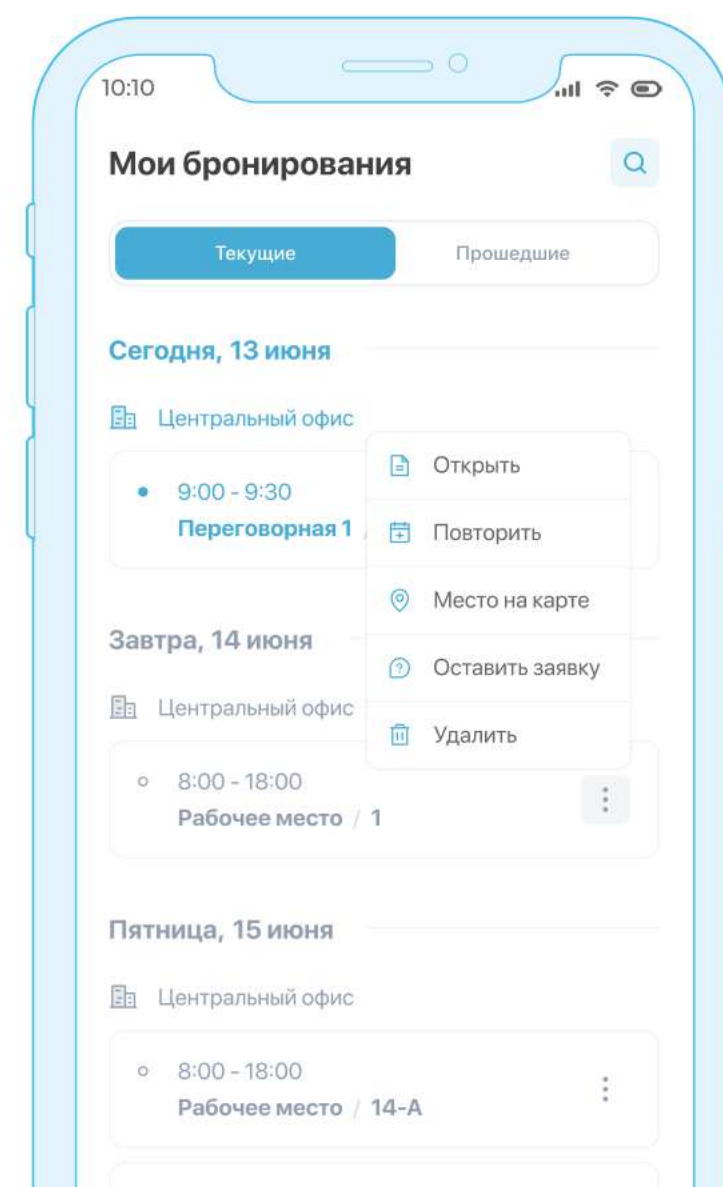 10:10
Мои бронирования
Текущие
Прошедшие
Сегодня, 13 июня
Центральный офис
9:00 - 9:30
Переговорная 1 /
Открыть
Повторить
Место на карте
Оставить заявку
Удалить
Завтра, 14 июня
Центральный офис
8:00 - 18:00
Рабочее место / 1
Пятница, 15 июня
Центральный офис
8:00 - 18:00
Рабочее место / 14-А